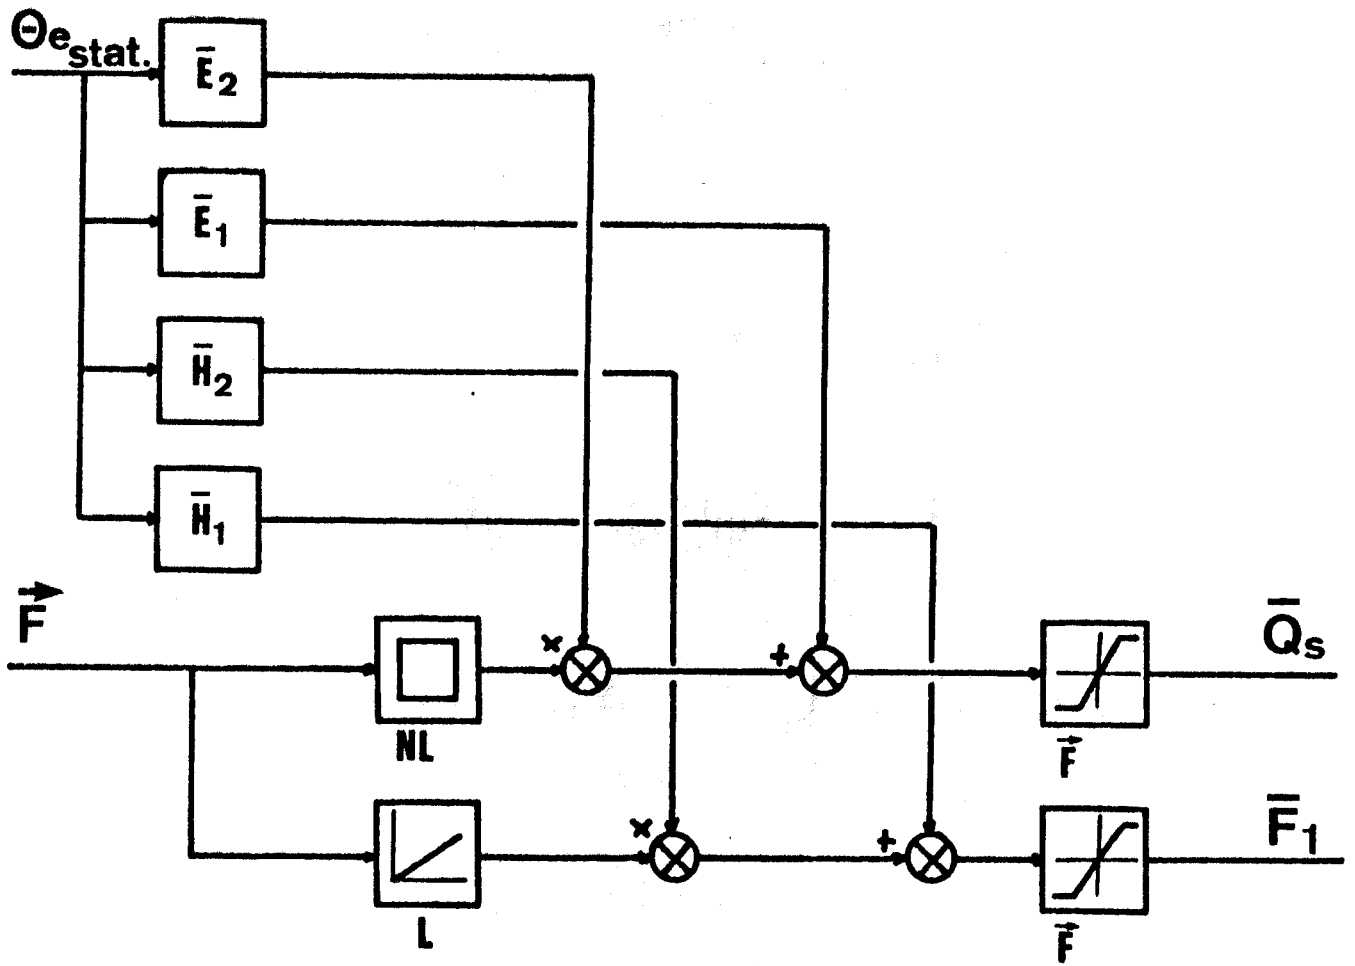 Θe stat.
Ē2
Ē1
H̄2
H̄1
F⃗
×
+
Q̄s
NL
F⃗
×
+
F̄1
L
F⃗